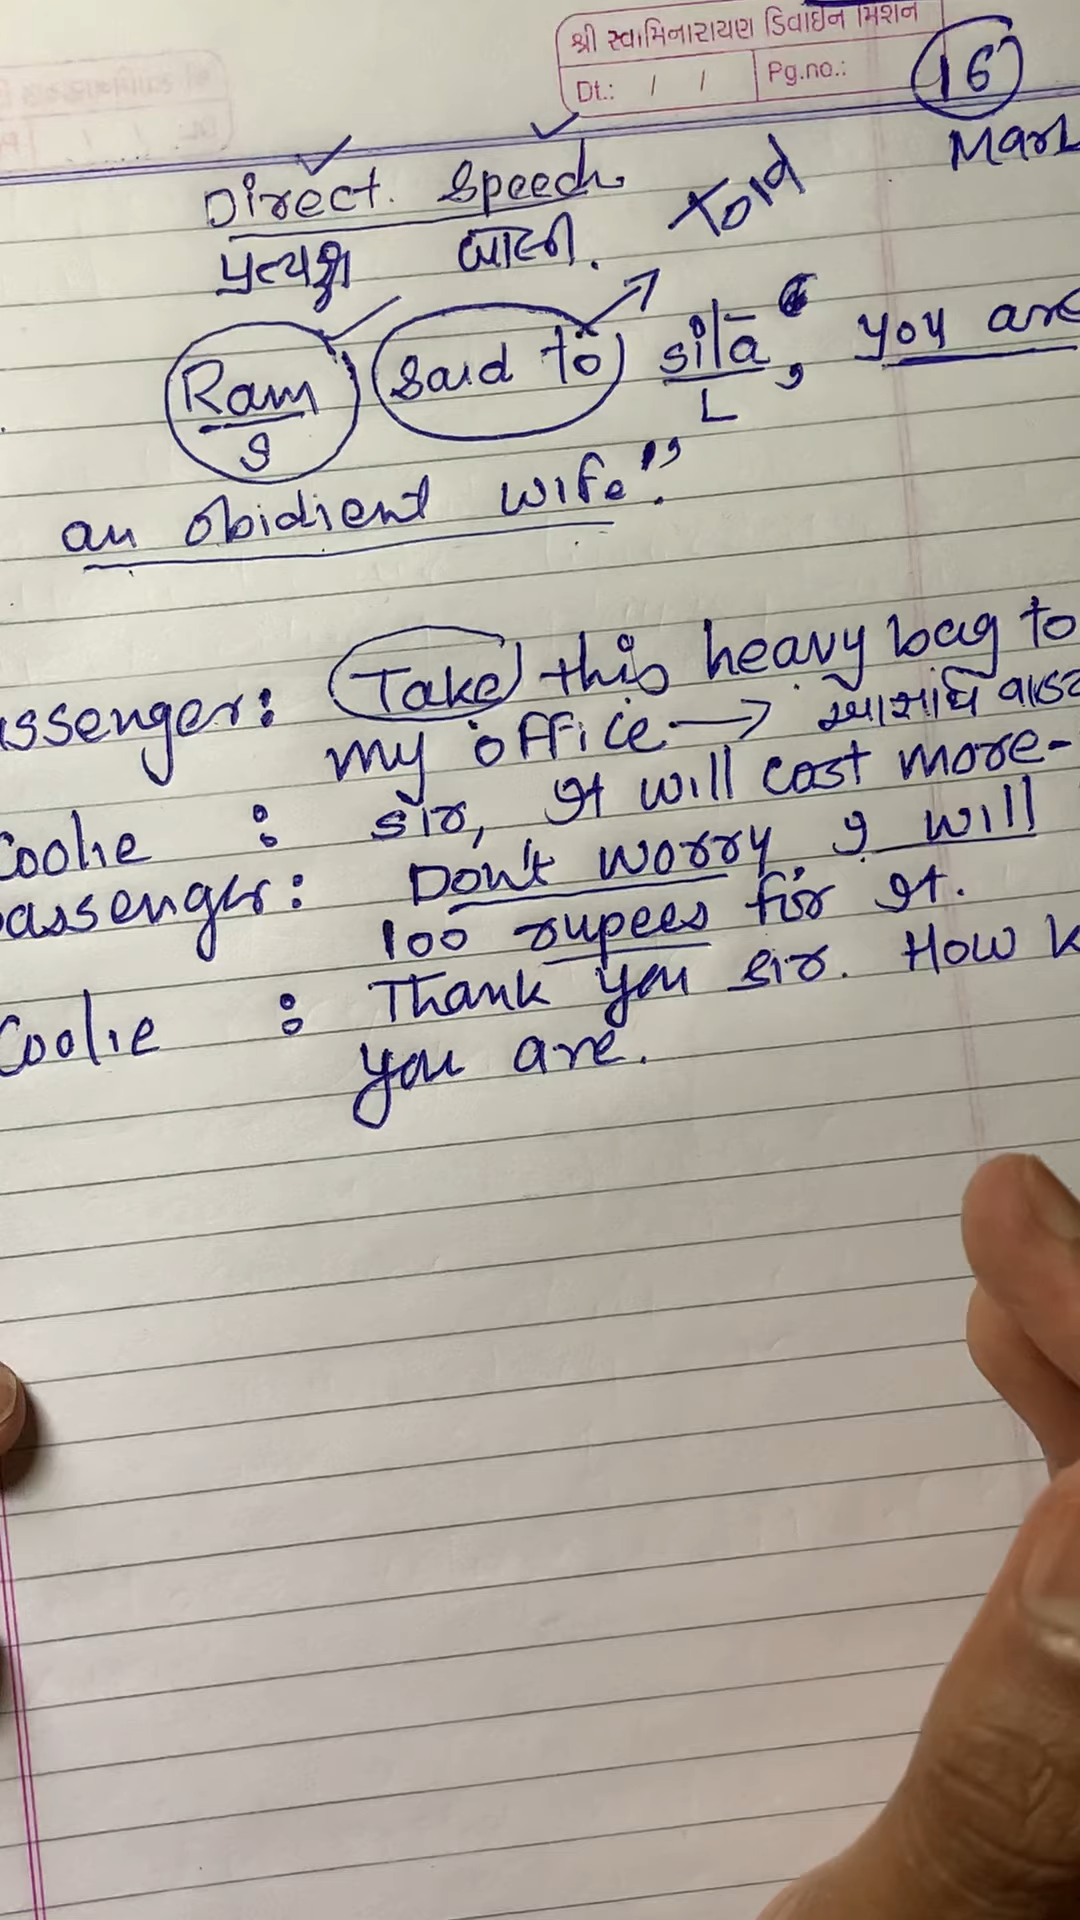 શ્રી સ્વામિનારાયણ ડિવાઇન મિશન
Dt.: / / Pg.no.:
16
Mark
Direct. Speech
પ્રત્યક્ષ બોલી.
Told
Ram said to sita, you are
S L
an obidient wife".
assenger: Take this heavy bag to
my office →
Coolie : sir, It will cost more-
passenger: Don't worry I will
100 rupees for it.
Coolie : Thank you sir. How k
you are.